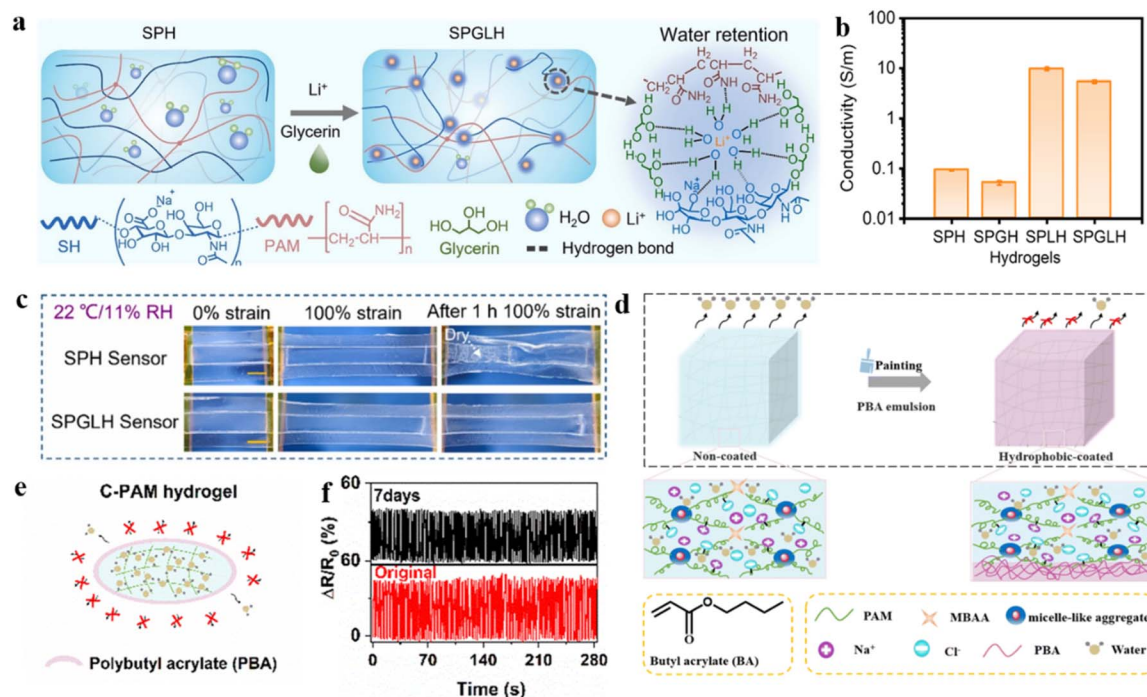 a
SPH
SPGLH
Water retention
Li⁺
Glycerin
SH
Na⁺
PAM
Glycerin
H₂O
Li⁺
Hydrogen bond
b
Conductivity (S/m)
100
10
1
0.1
0.01
SPH SPGH SPLH SPGLH
Hydrogels
c
22 ℃/11% RH
0% strain
100% strain
After 1 h 100% strain
SPH Sensor
Dry
SPGLH Sensor
d
Painting
PBA emulsion
Non-coated
Hydrophobic-coated
Butyl acrylate (BA)
PAM
MBAA
micelle-like aggregate
Na⁺
Cl⁻
PBA
Water
e
C-PAM hydrogel
Polybutyl acrylate (PBA)
f
ΔR/R₀ (%)
60
7days
60
Original
0
0 70 140 210 280
Time (s)